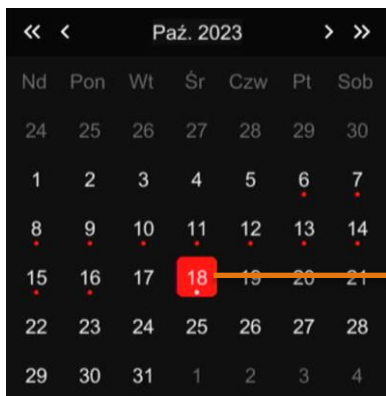 « < Paź. 2023 > »
Nd Pon Wt Śr Czw Pt Sob
24 25 26 27 28 29 30
1 2 3 4 5 6 7
8 9 10 11 12 13 14
15 16 17 18 19 20 21
22 23 24 25 26 27 28
29 30 31 1 2 3 4